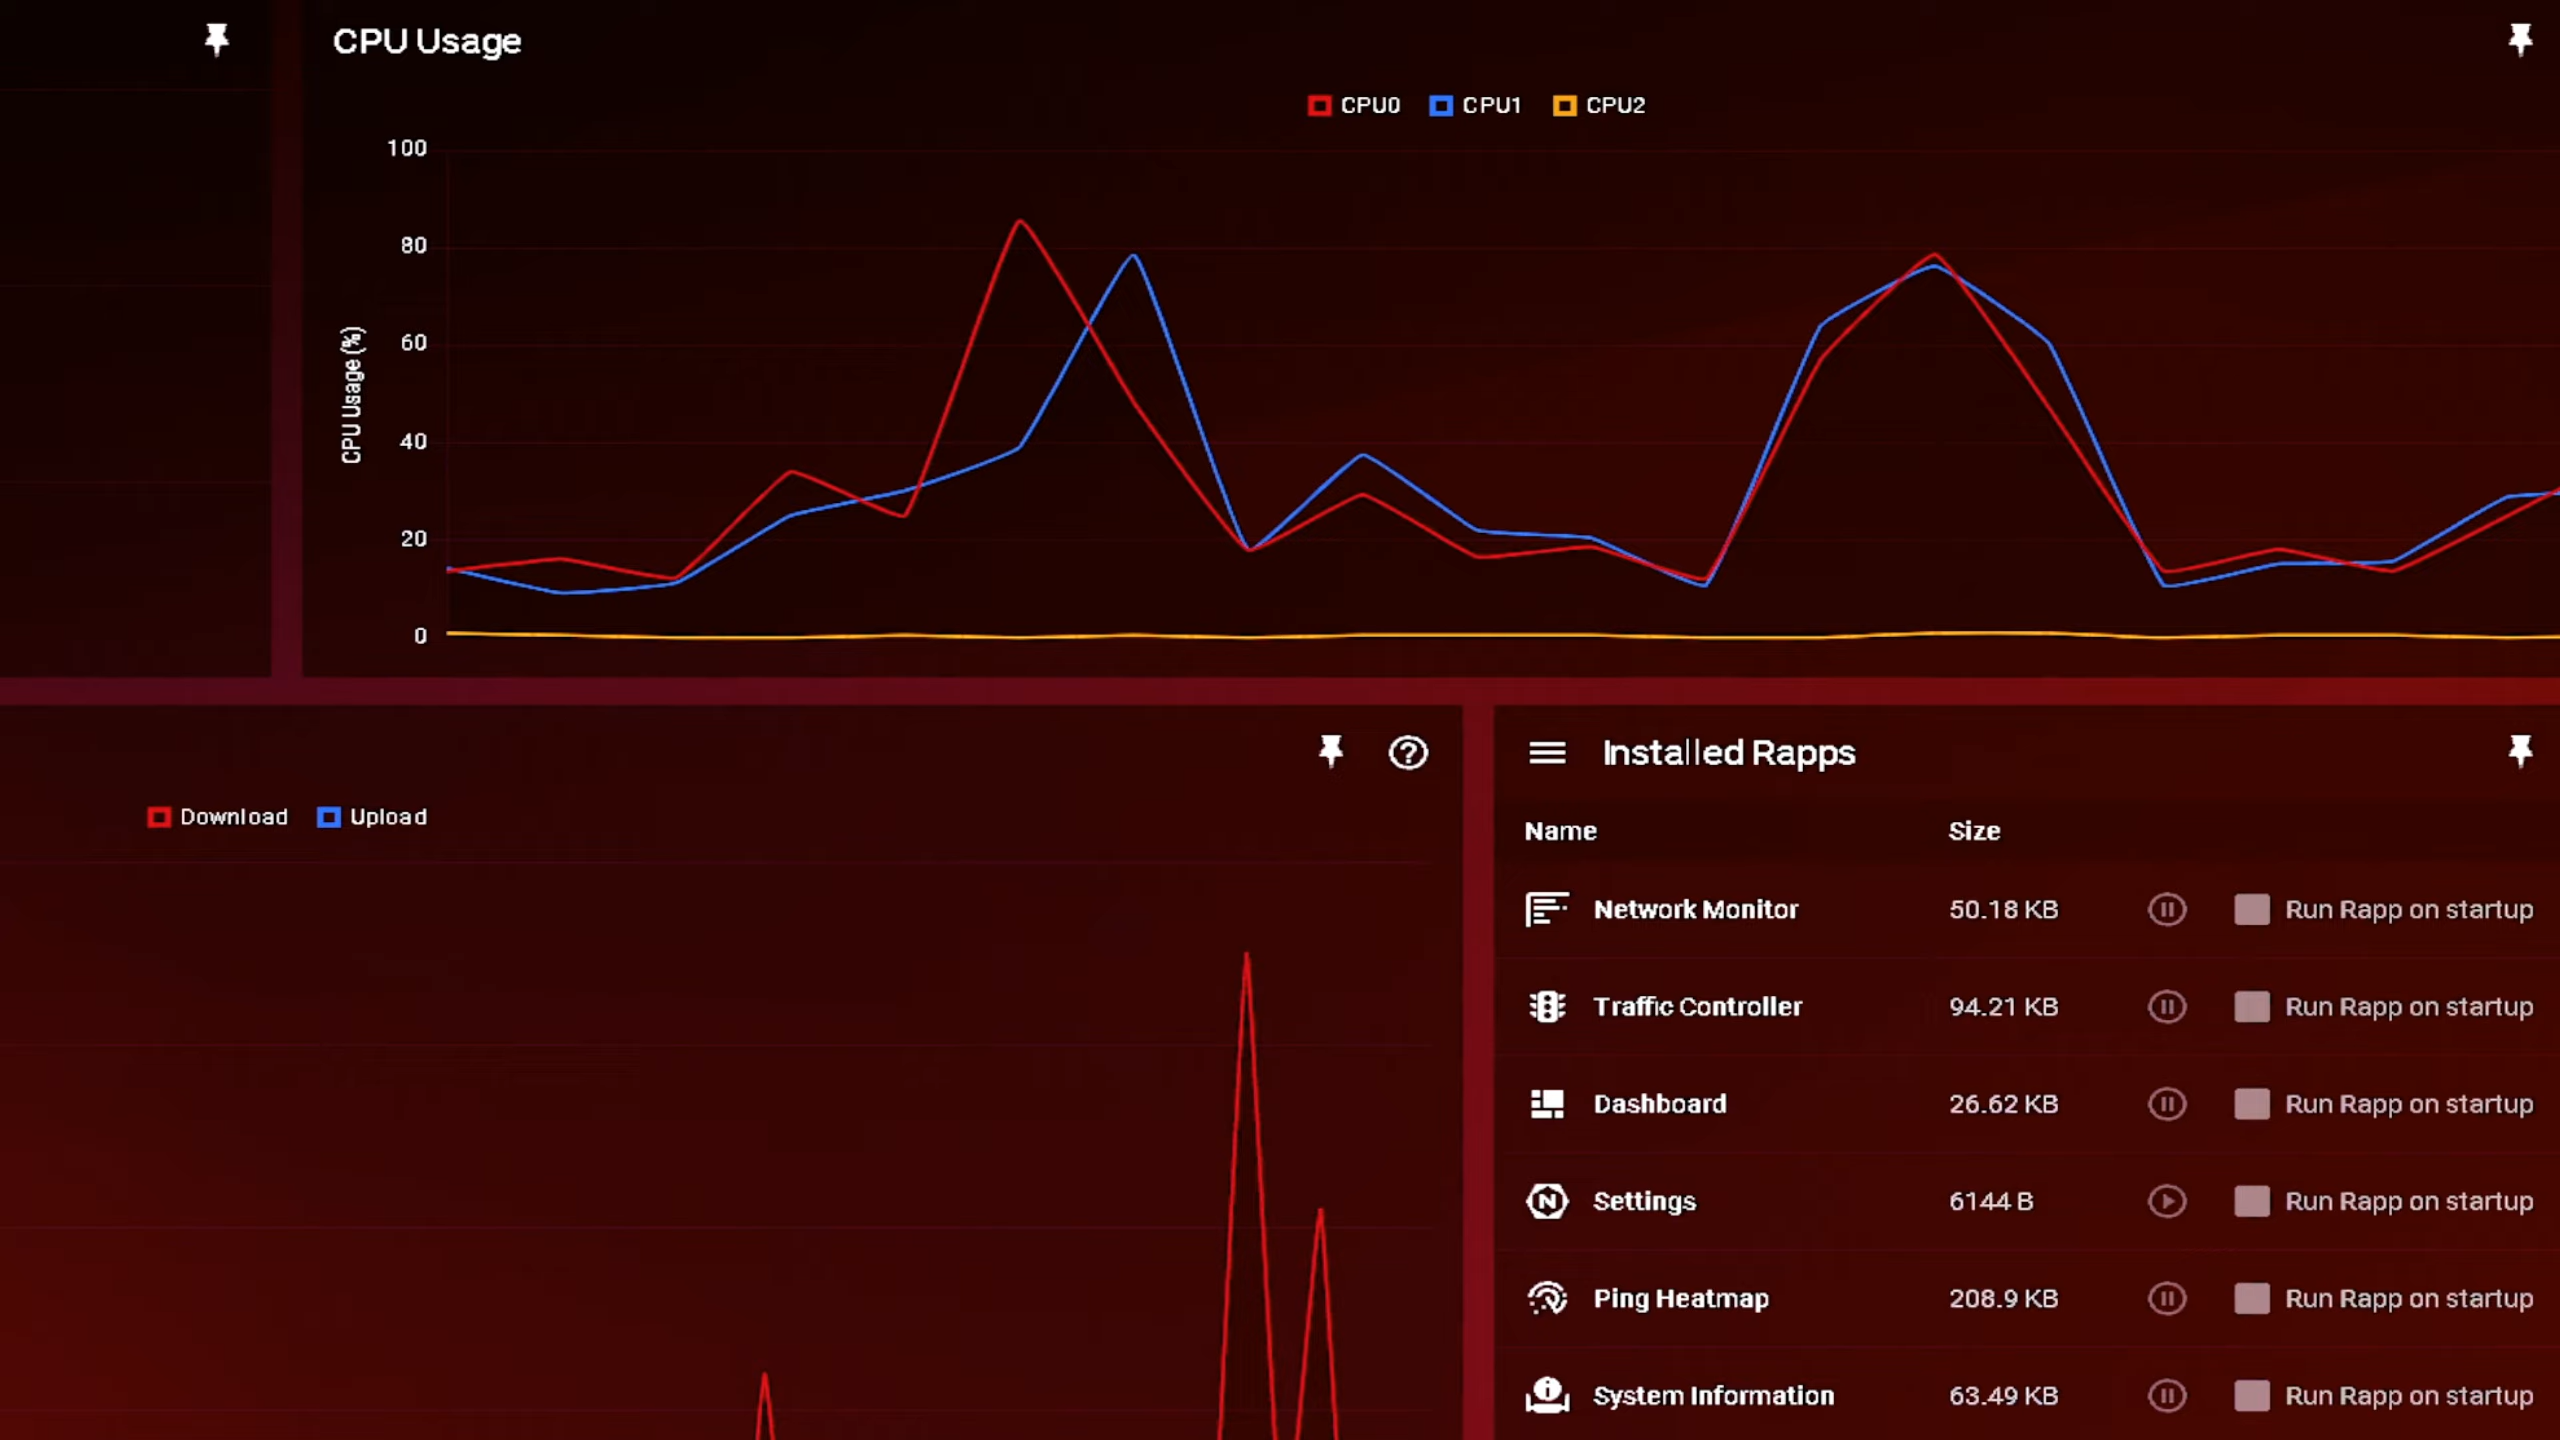 CPU Usage
CPU0 CPU1 CPU2
100
80
60
40
20
0
CPU Usage (%)
Download Upload
Installed Rapps
Name Size
Network Monitor 50.18 KB Run Rapp on startup
Traffic Controller 94.21 KB Run Rapp on startup
Dashboard 26.62 KB Run Rapp on startup
Settings 6144 B Run Rapp on startup
Ping Heatmap 208.9 KB Run Rapp on startup
System Information 63.49 KB Run Rapp on startup